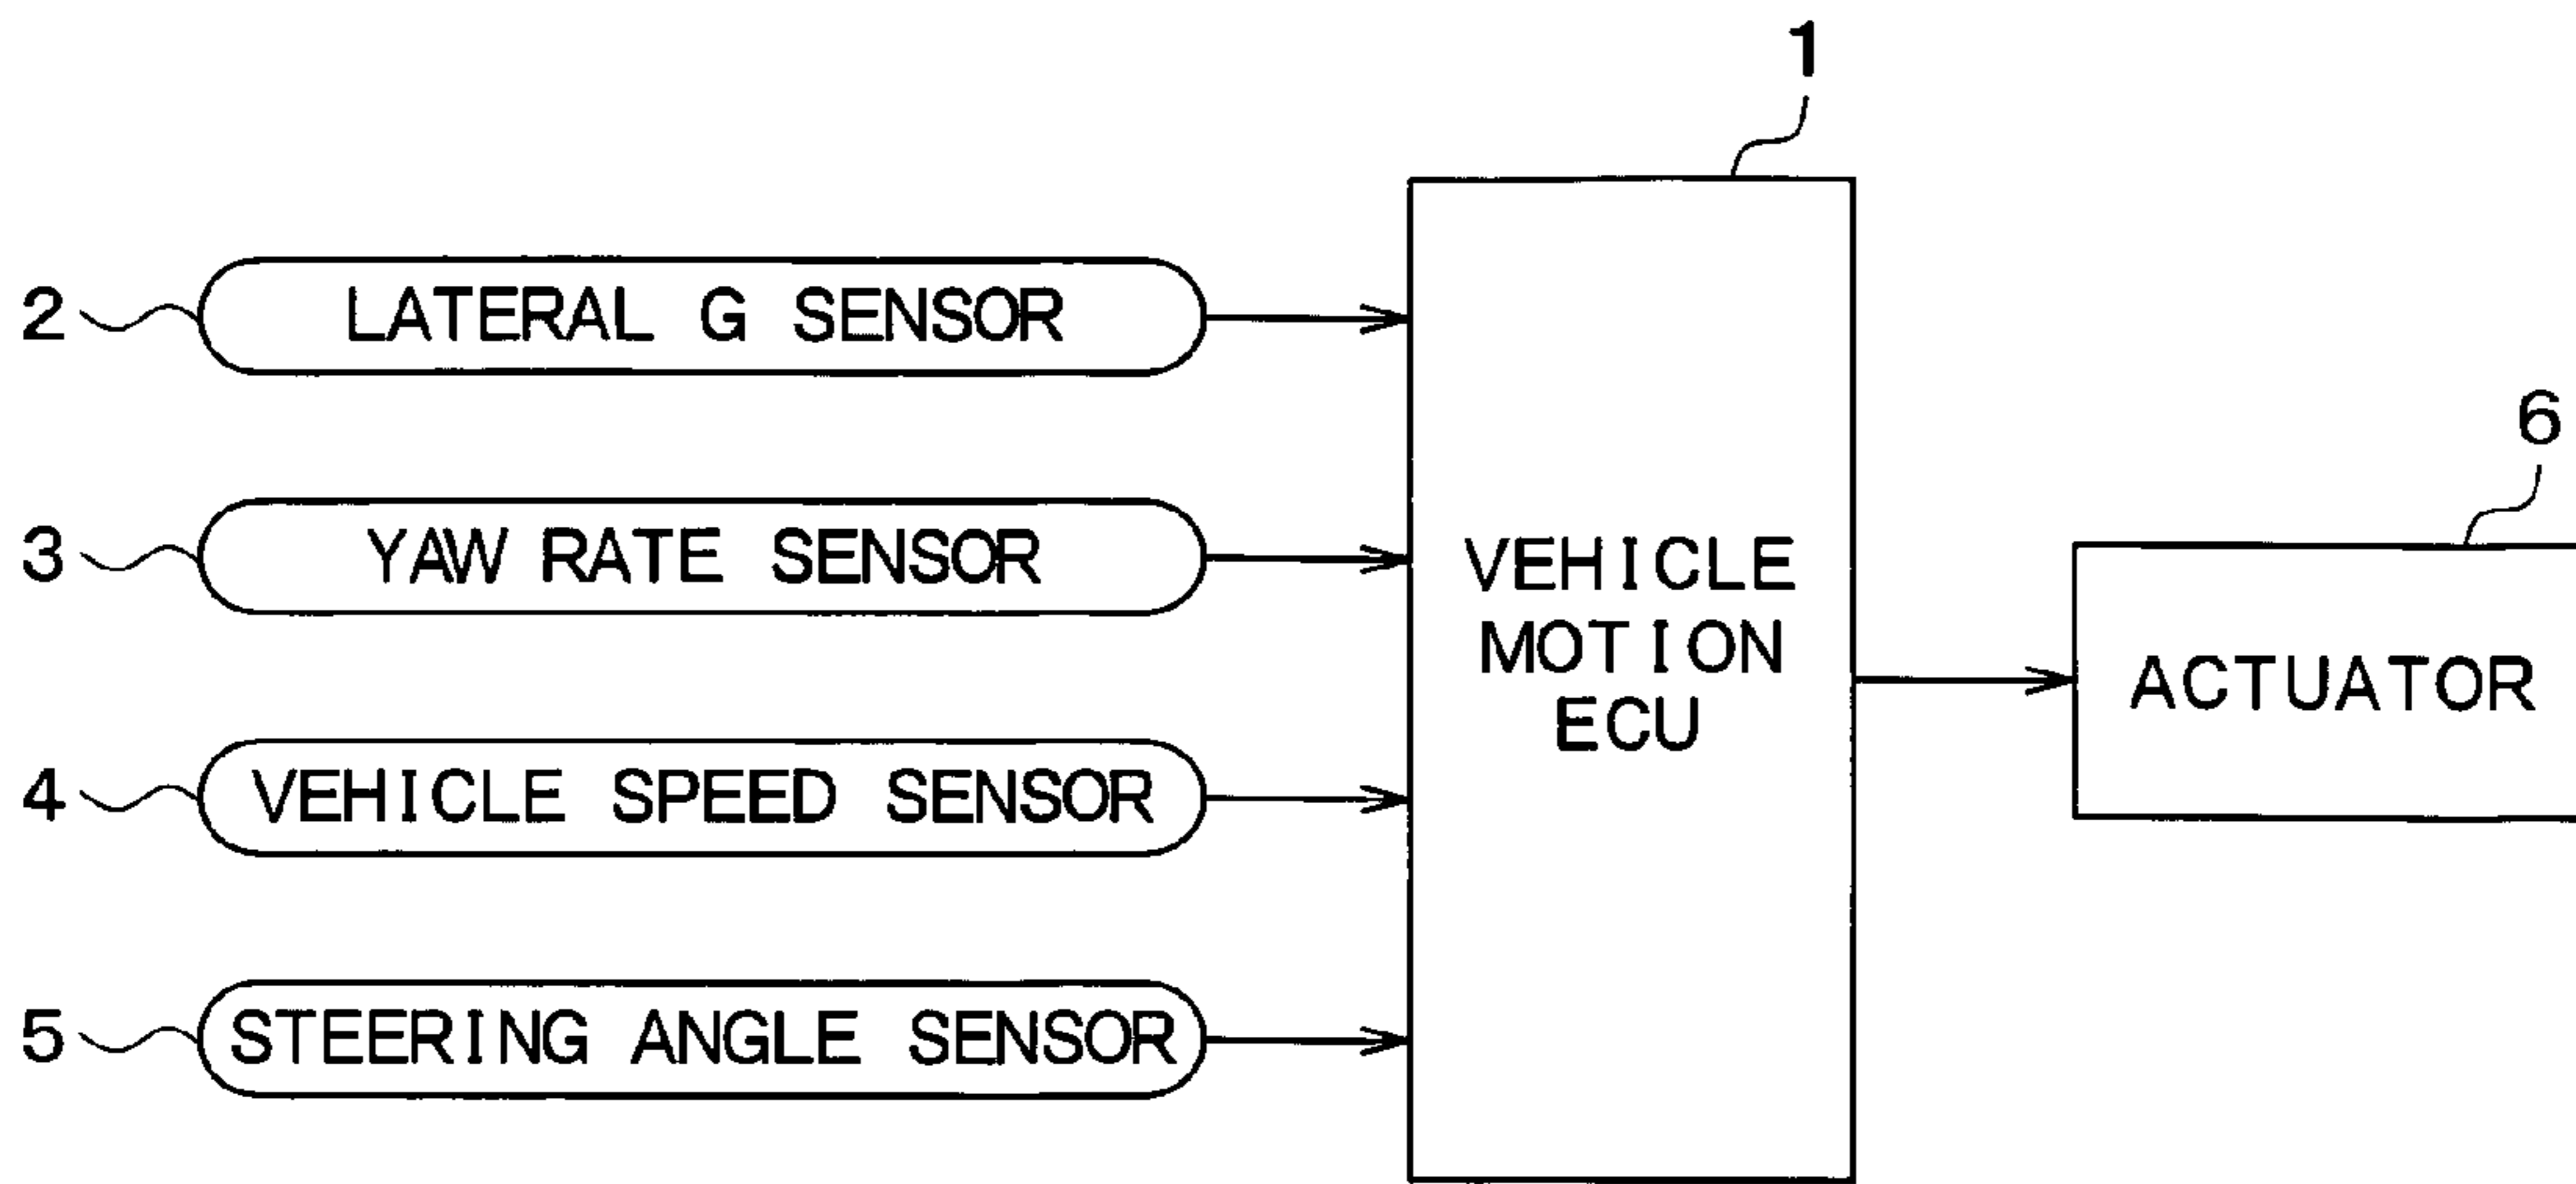 1
2 LATERAL G SENSOR
6
3 YAW RATE SENSOR
VEHICLE
MOTION
ECU
ACTUATOR
4 VEHICLE SPEED SENSOR
5 STEERING ANGLE SENSOR